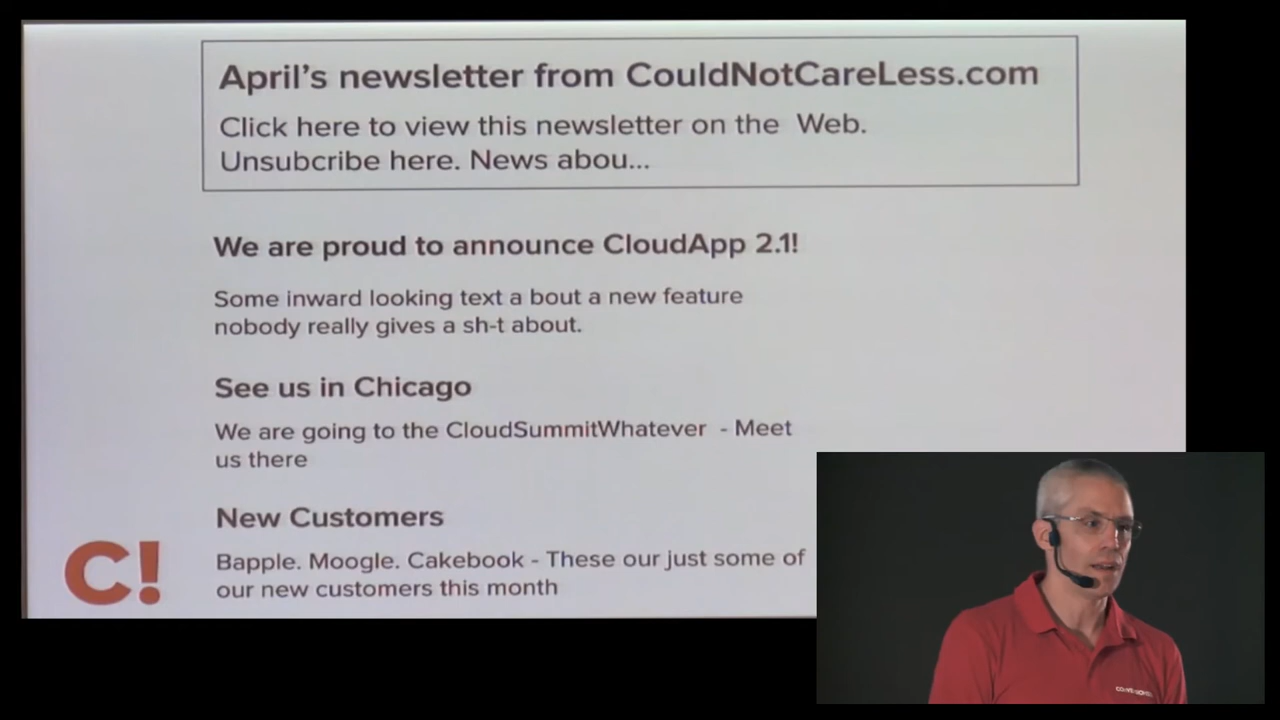 April's newsletter from CouldNotCareLess.com
Click here to view this newsletter on the Web.
Unsubcribe here. News abou...
We are proud to announce CloudApp 2.1!
Some inward looking text a bout a new feature
nobody really gives a sh-t about.
See us in Chicago
We are going to the CloudSummitWhatever - Meet
us there
New Customers
Bapple. Moogle. Cakebook - These our just some of
our new customers this month
C!